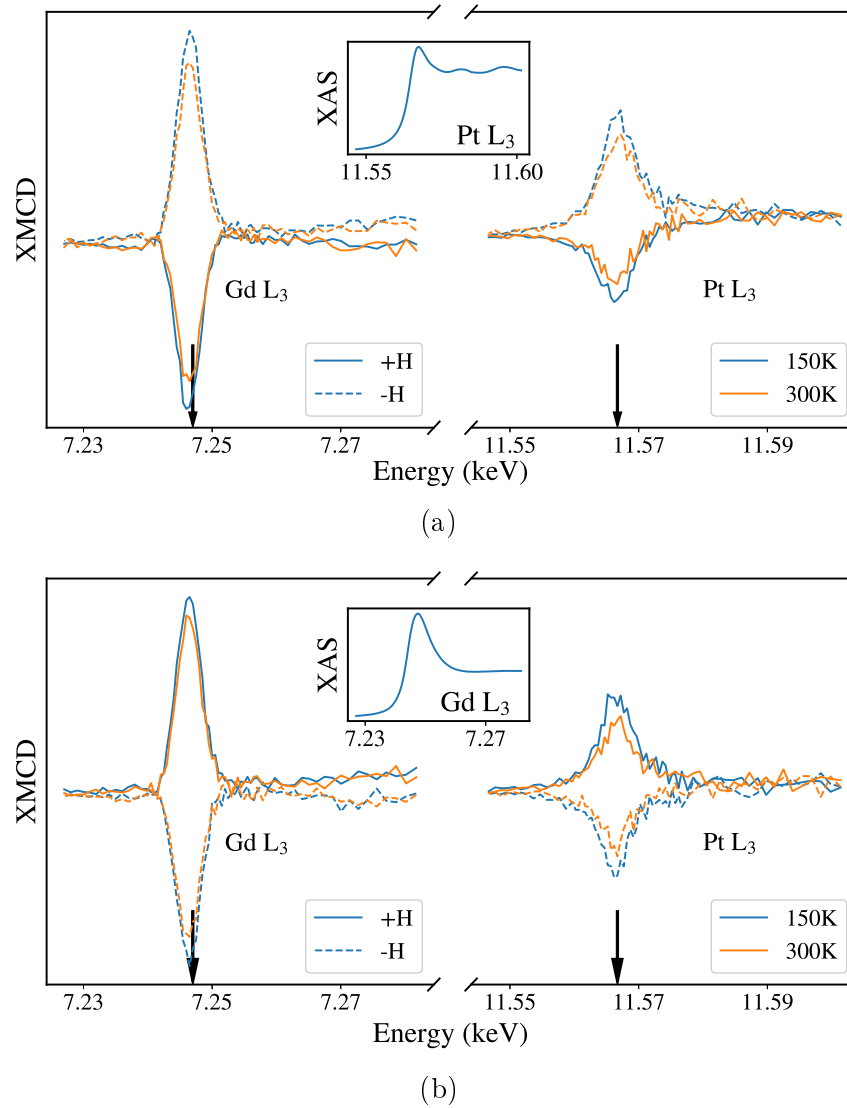 XAS
Pt L₃
11.55 11.60
XMCD
Gd L₃
Pt L₃
+H
-H
150K
300K
7.23 7.25 7.27 11.55 11.57 11.59
Energy (keV)
(a)
XAS
Gd L₃
7.23 7.27
XMCD
Gd L₃
Pt L₃
+H
-H
150K
300K
7.23 7.25 7.27 11.55 11.57 11.59
Energy (keV)
(b)